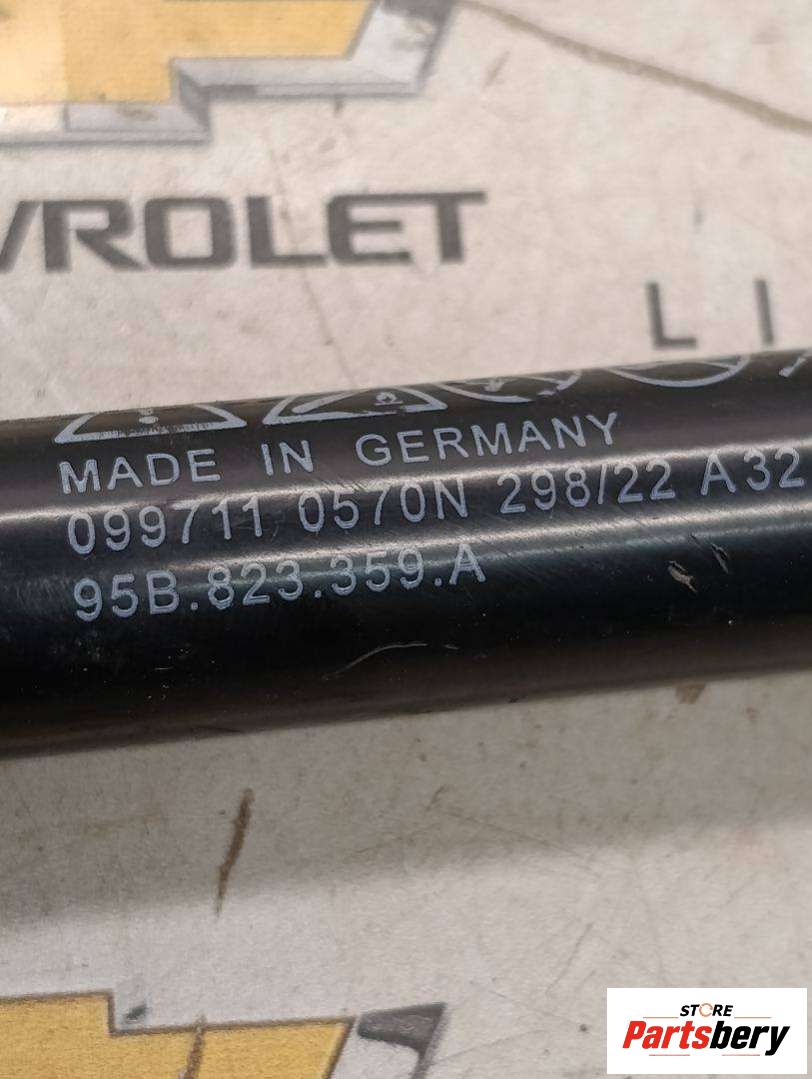 VROLET
L I
MADE IN GERMANY
099711 0570N 298/22 A32
95B.823.359.A
STORE
Partsbery